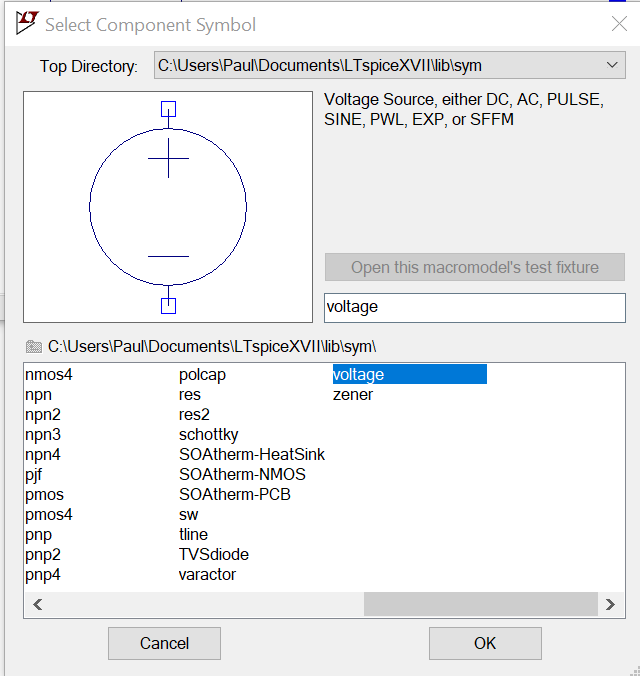 Select Component Symbol
Top Directory: C:\Users\Paul\Documents\LTspiceXVII\lib\sym
Voltage Source, either DC, AC, PULSE,
SINE, PWL, EXP, or SFFM
Open this macromodel's test fixture
voltage
C:\Users\Paul\Documents\LTspiceXVII\lib\sym\
nmos4 polcap voltage
npn res zener
npn2 res2
npn3 schottky
npn4 SOAtherm-HeatSink
pjf SOAtherm-NMOS
pmos SOAtherm-PCB
pmos4 sw
pnp tline
pnp2 TVSdiode
pnp4 varactor
Cancel OK